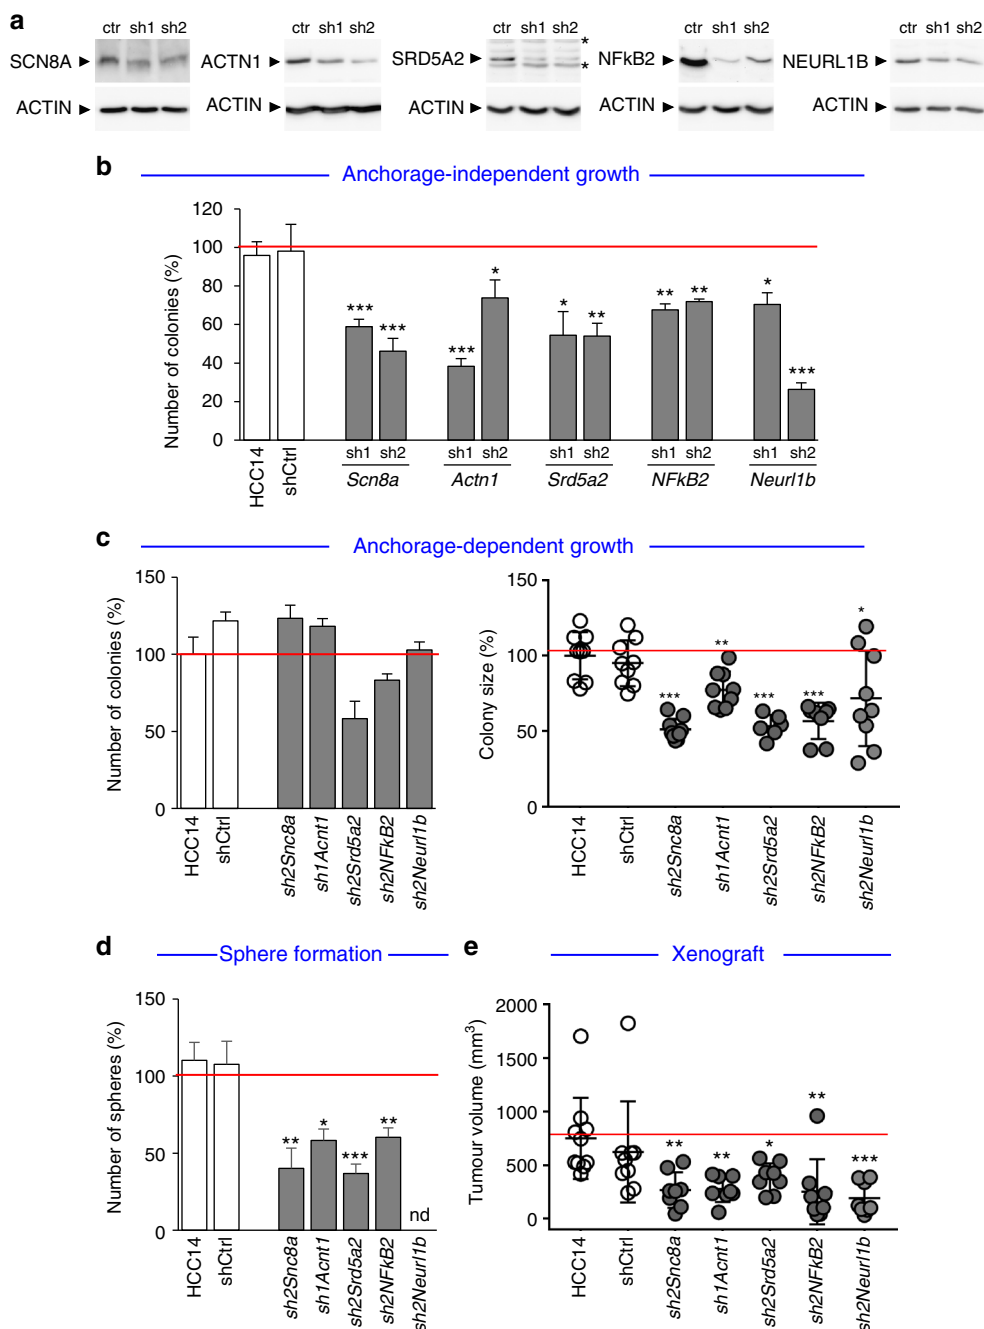 a
ctr sh1 sh2
ctr sh1 sh2
ctr sh1 sh2
ctr sh1 sh2
ctr sh1 sh2
SCN8A
ACTN1
SRD5A2
*
*
NFkB2
NEURL1B
ACTIN
ACTIN
ACTIN
ACTIN
ACTIN
b
Anchorage-independent growth
Number of colonies (%)
120
100
80
60
40
20
0
***
***
***
*
*
**
**
**
*
***
HCC14
shCtrl
sh1 sh2
sh1 sh2
sh1 sh2
sh1 sh2
sh1 sh2
Scn8a
Actn1
Srd5a2
NFkB2
Neurl1b
c
Anchorage-dependent growth
Number of colonies (%)
150
100
50
0
HCC14
shCtrl
sh2Snc8a
sh1Acnt1
sh2Srd5a2
sh2NFkB2
sh2Neurl1b
Colony size (%)
150
100
50
0
***
**
***
***
*
HCC14
shCtrl
sh2Snc8a
sh1Acnt1
sh2Srd5a2
sh2NFkB2
sh2Neurl1b
d
Sphere formation
Number of spheres (%)
150
100
50
0
**
*
***
**
nd
HCC14
shCtrl
sh2Snc8a
sh1Acnt1
sh2Srd5a2
sh2NFkB2
sh2Neurl1b
e
Xenograft
Tumour volume (mm³)
2000
1500
1000
500
0
**
**
*
**
***
HCC14
shCtrl
sh2Snc8a
sh1Acnt1
sh2Srd5a2
sh2NFkB2
sh2Neurl1b